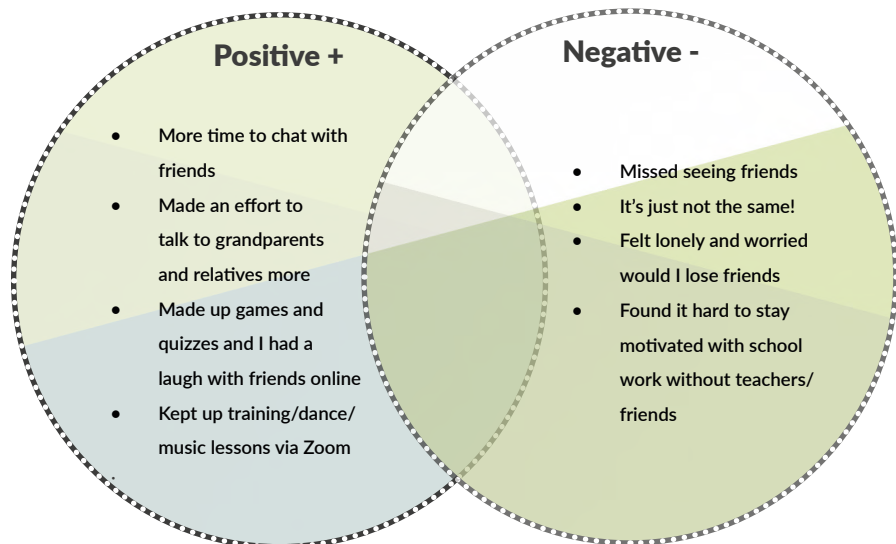 Positive +
• More time to chat with
friends
• Made an effort to
talk to grandparents
and relatives more
• Made up games and
quizzes and I had a
laugh with friends online
• Kept up training/dance/
music lessons via Zoom
.
Negative -
• Missed seeing friends
• It’s just not the same!
• Felt lonely and worried
would I lose friends
• Found it hard to stay
motivated with school
work without teachers/
friends